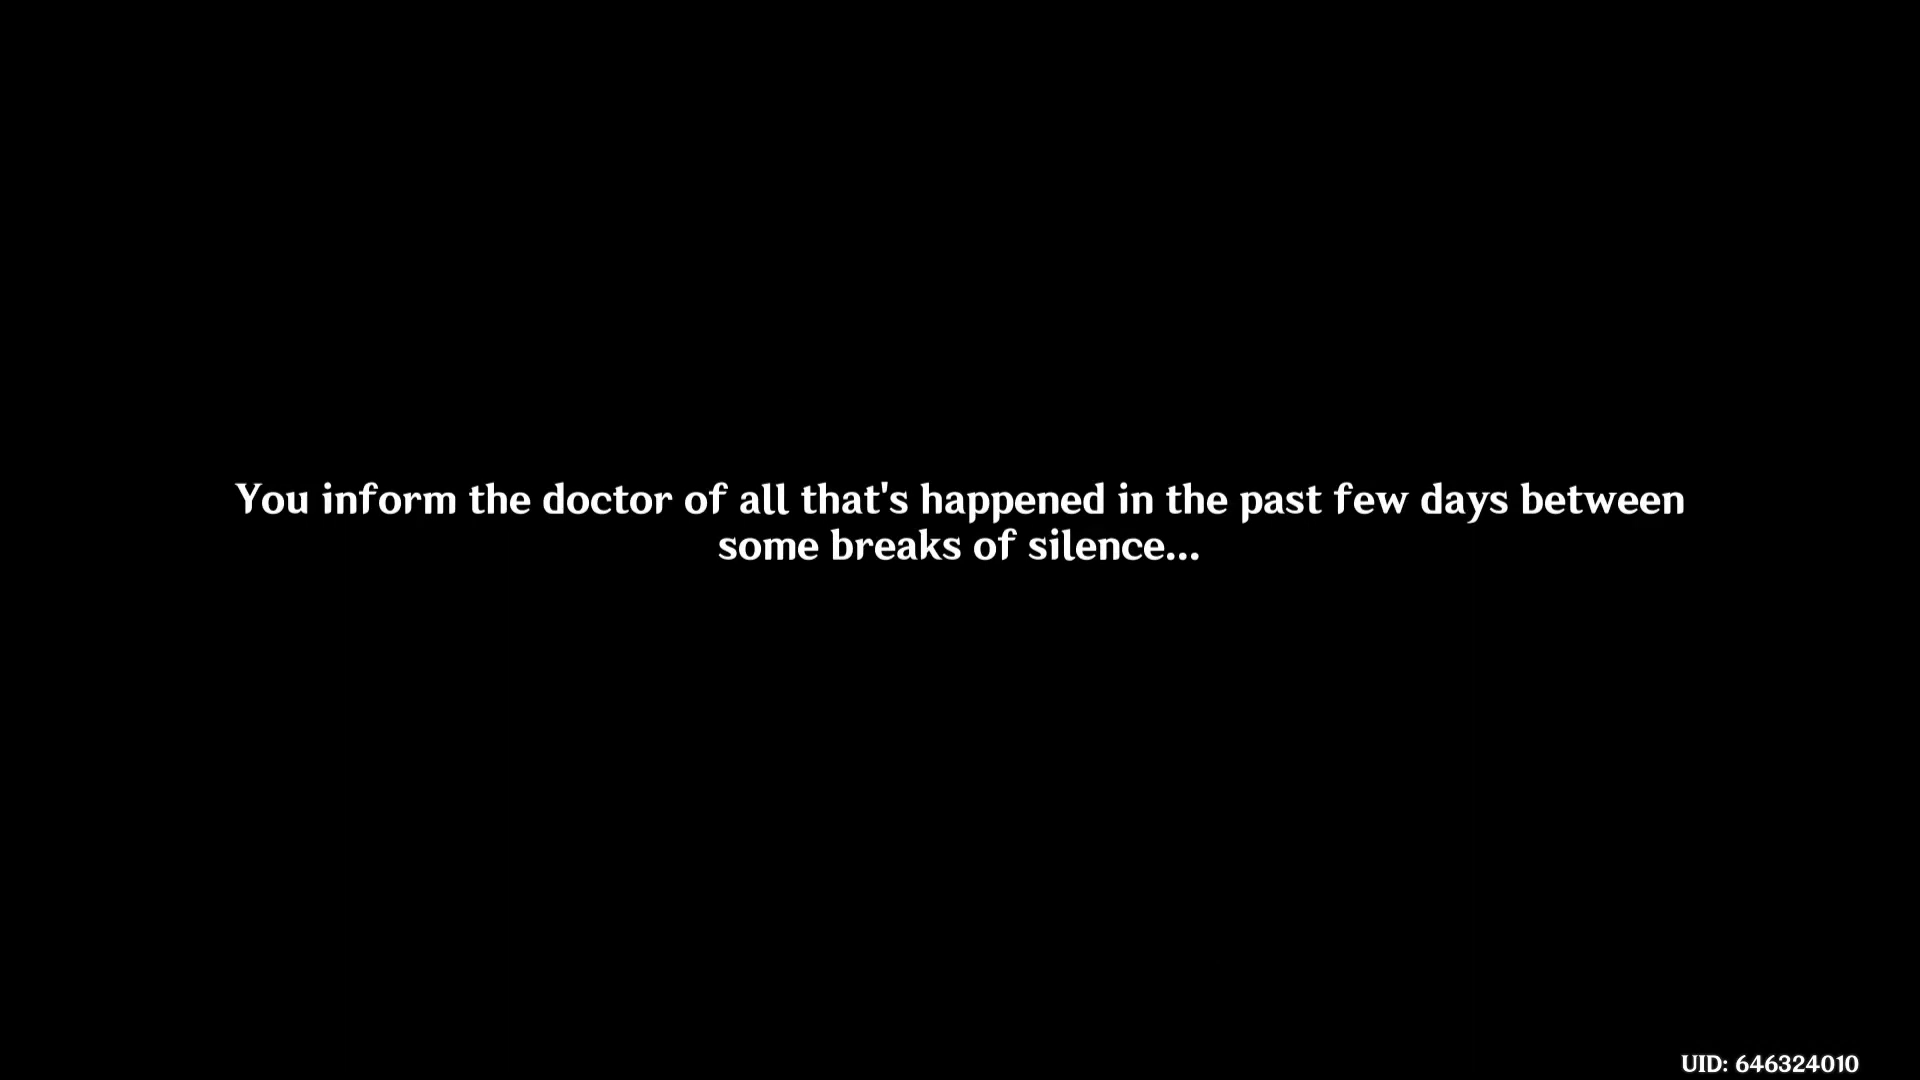 You inform the doctor of all that's happened in the past few days between
some breaks of silence...
UID: 646324010